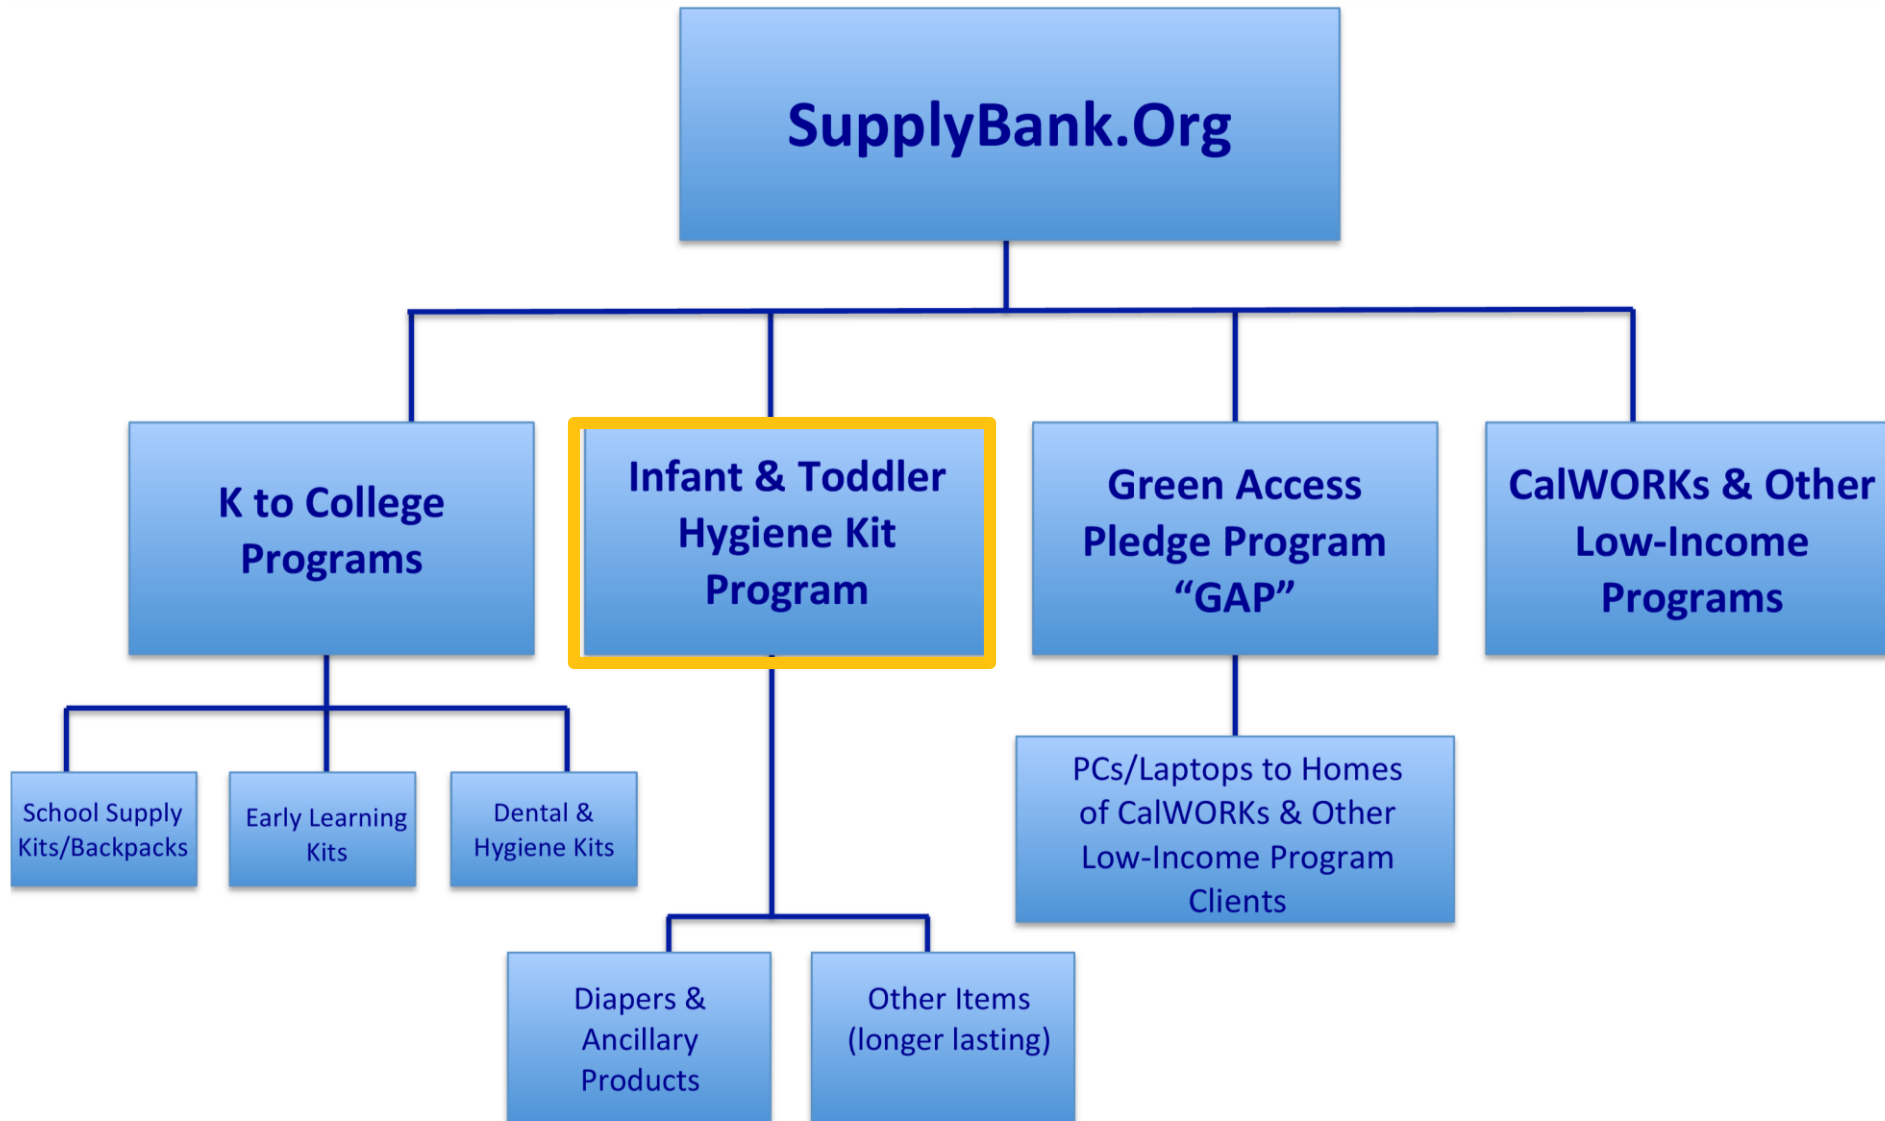 SupplyBank.Org
K to College
Programs
Infant & Toddler
Hygiene Kit
Program
Green Access
Pledge Program
“GAP”
CalWORKs & Other
Low-Income
Programs
School Supply
Kits/Backpacks
Early Learning
Kits
Dental &
Hygiene Kits
PCs/Laptops to Homes
of CalWORKs & Other
Low-Income Program
Clients
Diapers &
Ancillary
Products
Other Items
(longer lasting)